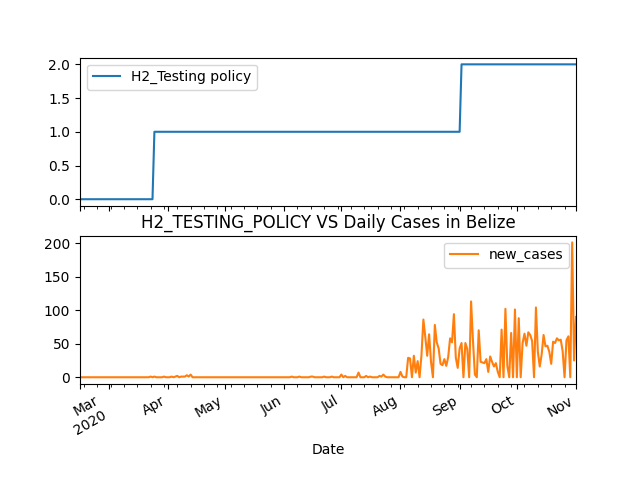 2.0
H2_Testing policy
1.5
1.0
0.5
0.0
H2_TESTING_POLICY VS Daily Cases in Belize
200
new_cases
150
100
50
0
Mar Apr May Jun Jul Aug Sep Oct Nov
2020
Date